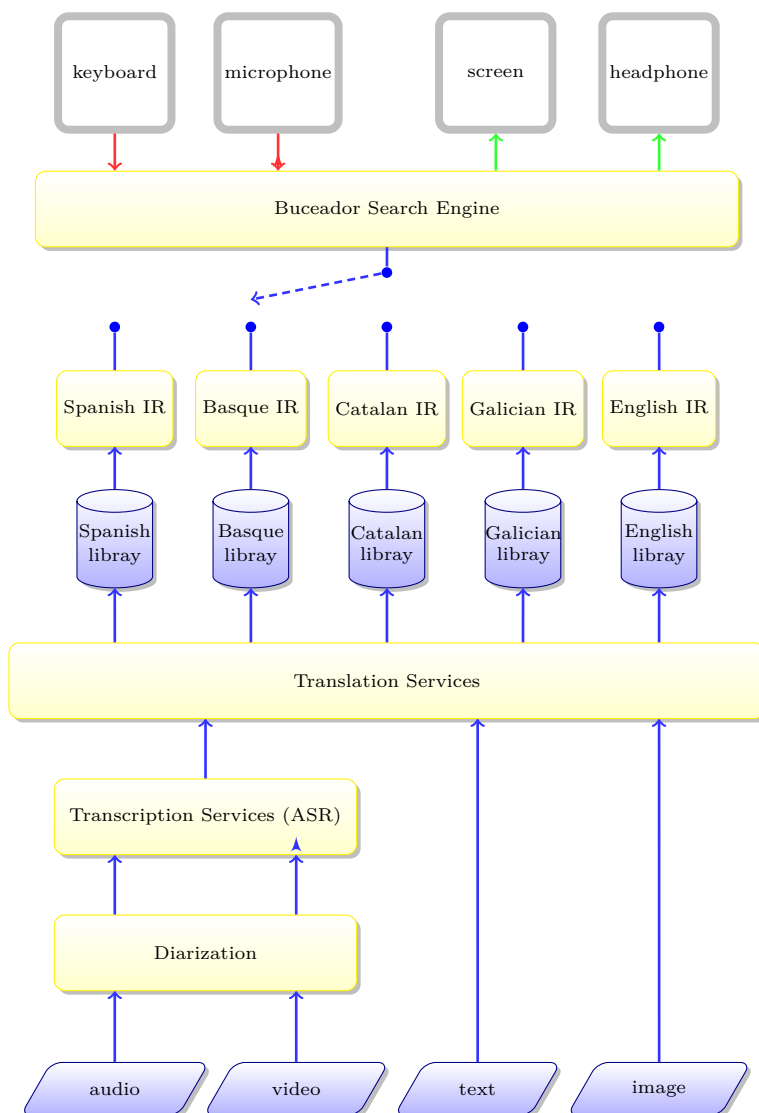 keyboard
microphone
screen
headphone
Buceador Search Engine
Spanish IR
Basque IR
Catalan IR
Galician IR
English IR
Spanish
libray
Basque
libray
Catalan
libray
Galician
libray
English
libray
Translation Services
Transcription Services (ASR)
Diarization
audio
video
text
image